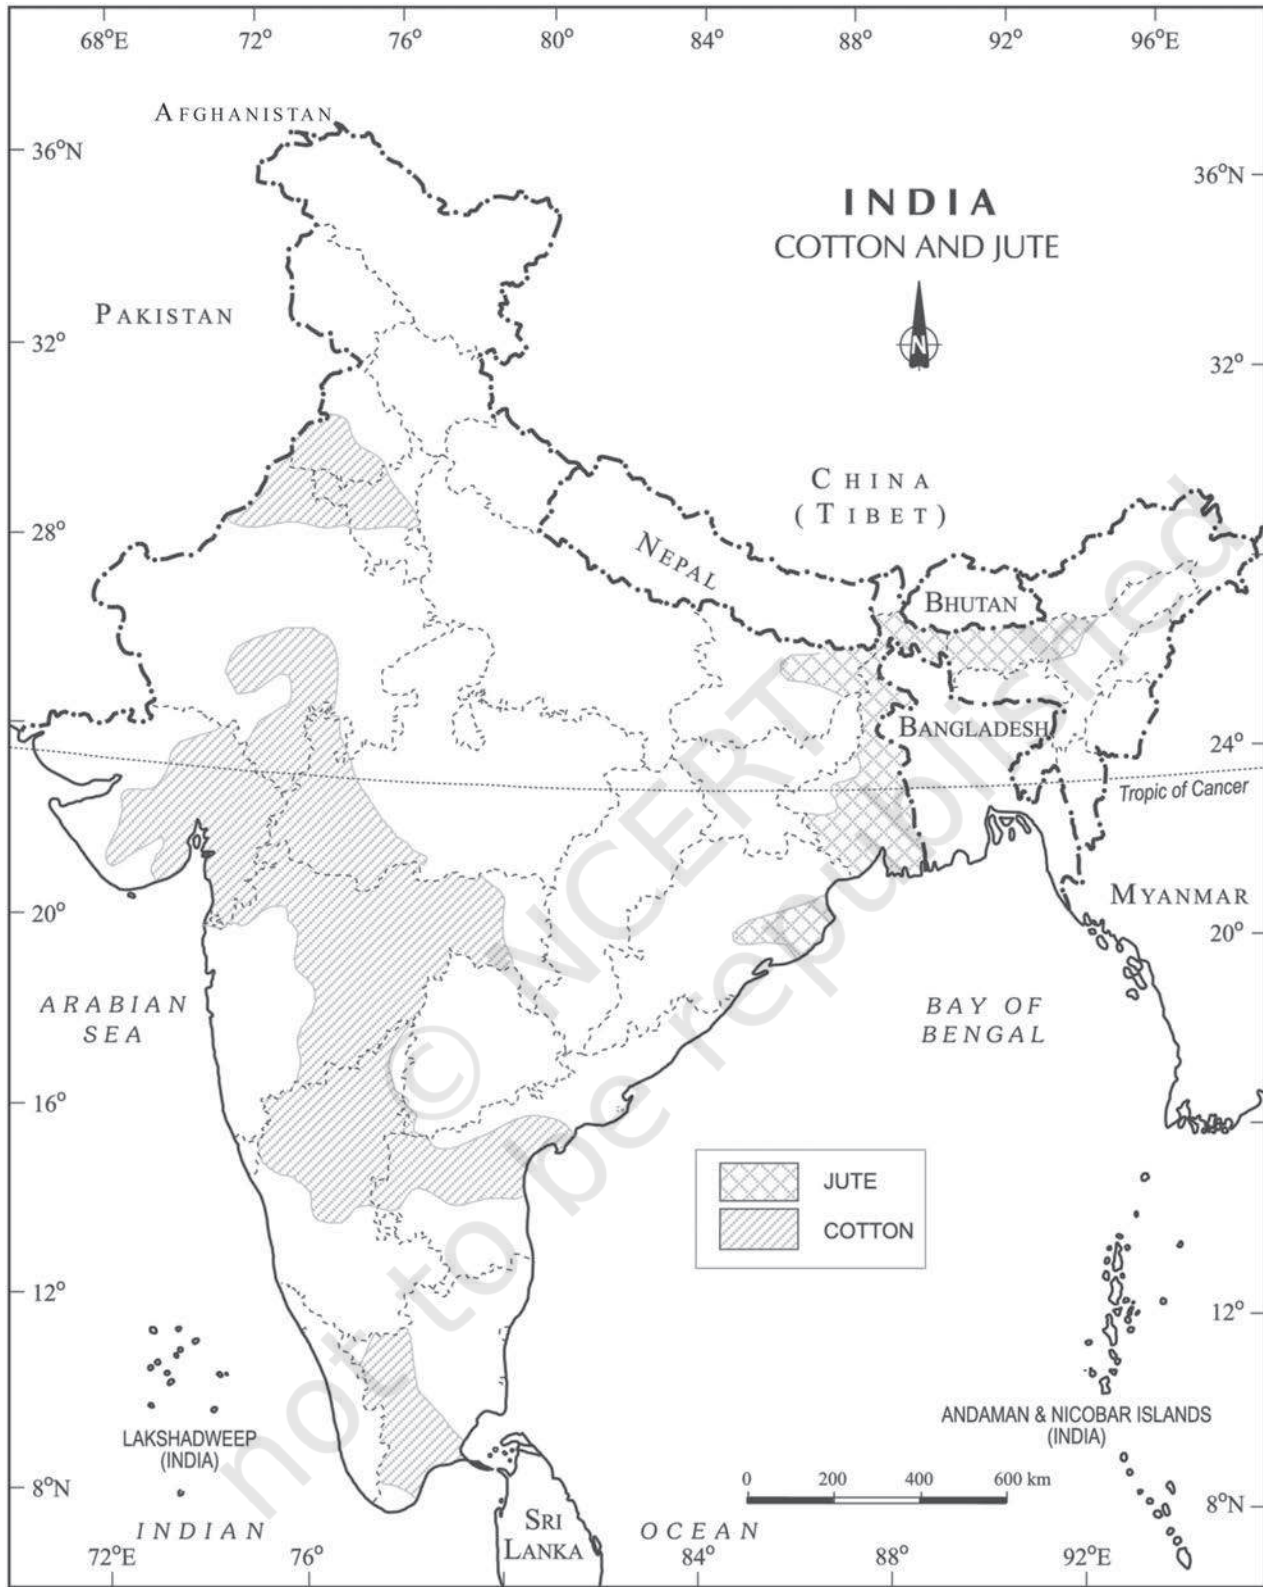 68°E 72° 76° 80° 84° 88° 92° 96°E
AFGHANISTAN
36°N
36°N
INDIA
COTTON AND JUTE
PAKISTAN
N
32°
32°
CHINA
(TIBET)
28°
NEPAL
BHUTAN
BANGLADESH
24°
Tropic of Cancer
MYANMAR
20°
20°
ARABIAN
SEA
BAY OF
BENGAL
16°
JUTE
COTTON
12°
12°
ANDAMAN & NICOBAR ISLANDS
(INDIA)
LAKSHADWEEP
(INDIA)
0 200 400 600 km
8°N
8°N
SRI
LANKA
INDIAN OCEAN
72°E 76° 84° 88° 92°E
© NCERT
not to be republished